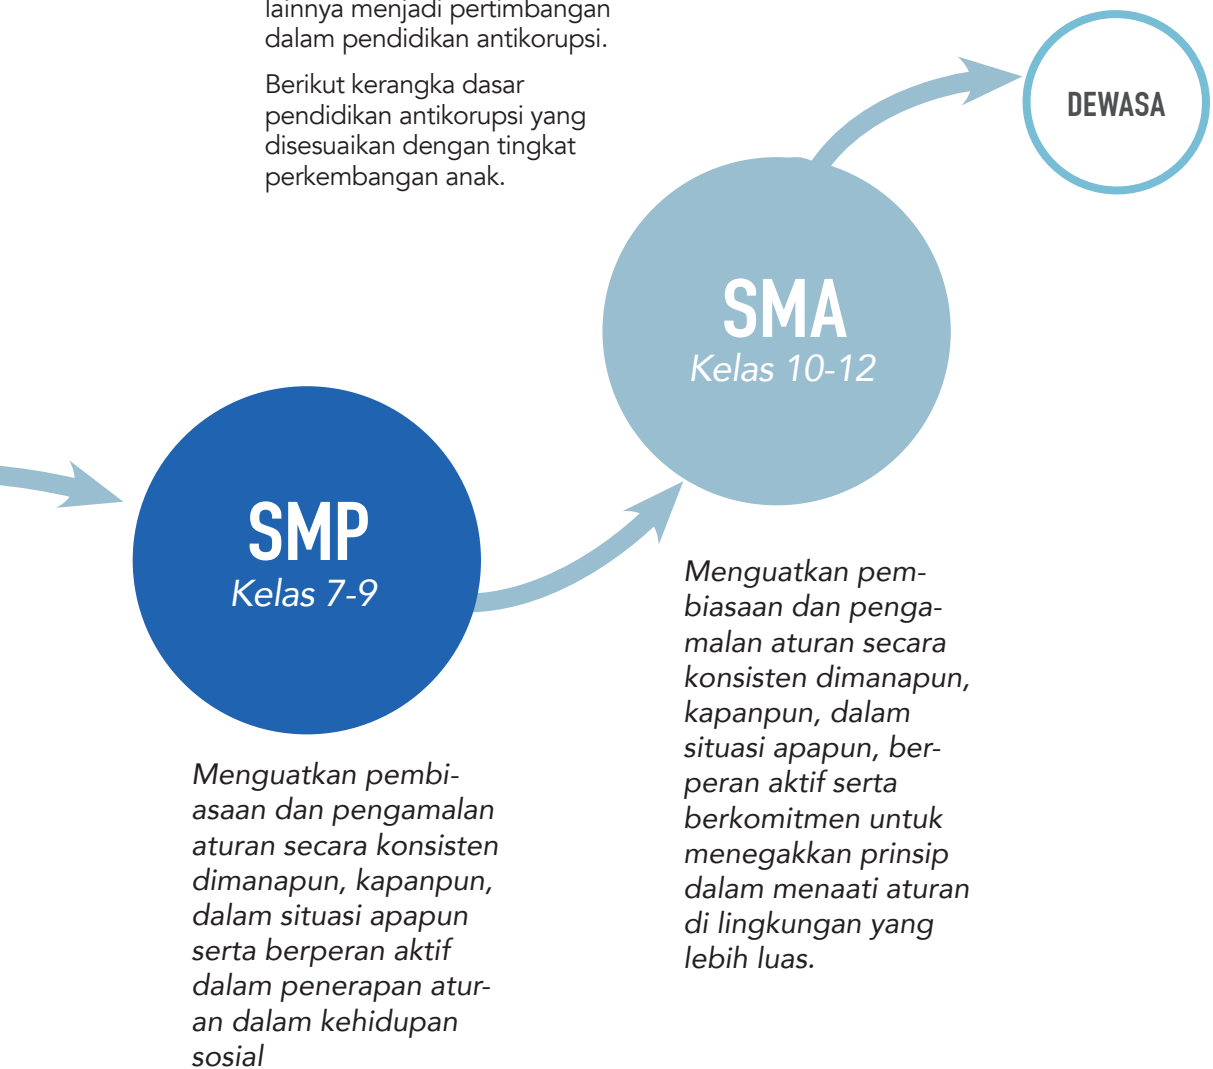 lainnya menjadi pertimbangan
dalam pendidikan antikorupsi.
Berikut kerangka dasar
pendidikan antikorupsi yang
disesuaikan dengan tingkat
perkembangan anak.
DEWASA
SMA
Kelas 10-12
SMP
Kelas 7-9
Menguatkan pem-
biasaan dan penga-
malan aturan secara
konsisten dimanapun,
kapanpun, dalam
situasi apapun, ber-
peran aktif serta
berkomitmen untuk
menegakkan prinsip
dalam menaati aturan
di lingkungan yang
lebih luas.
Menguatkan pembi-
asaan dan pengamalan
aturan secara konsisten
dimanapun, kapanpun,
dalam situasi apapun
serta berperan aktif
dalam penerapan atur-
an dalam kehidupan
sosial